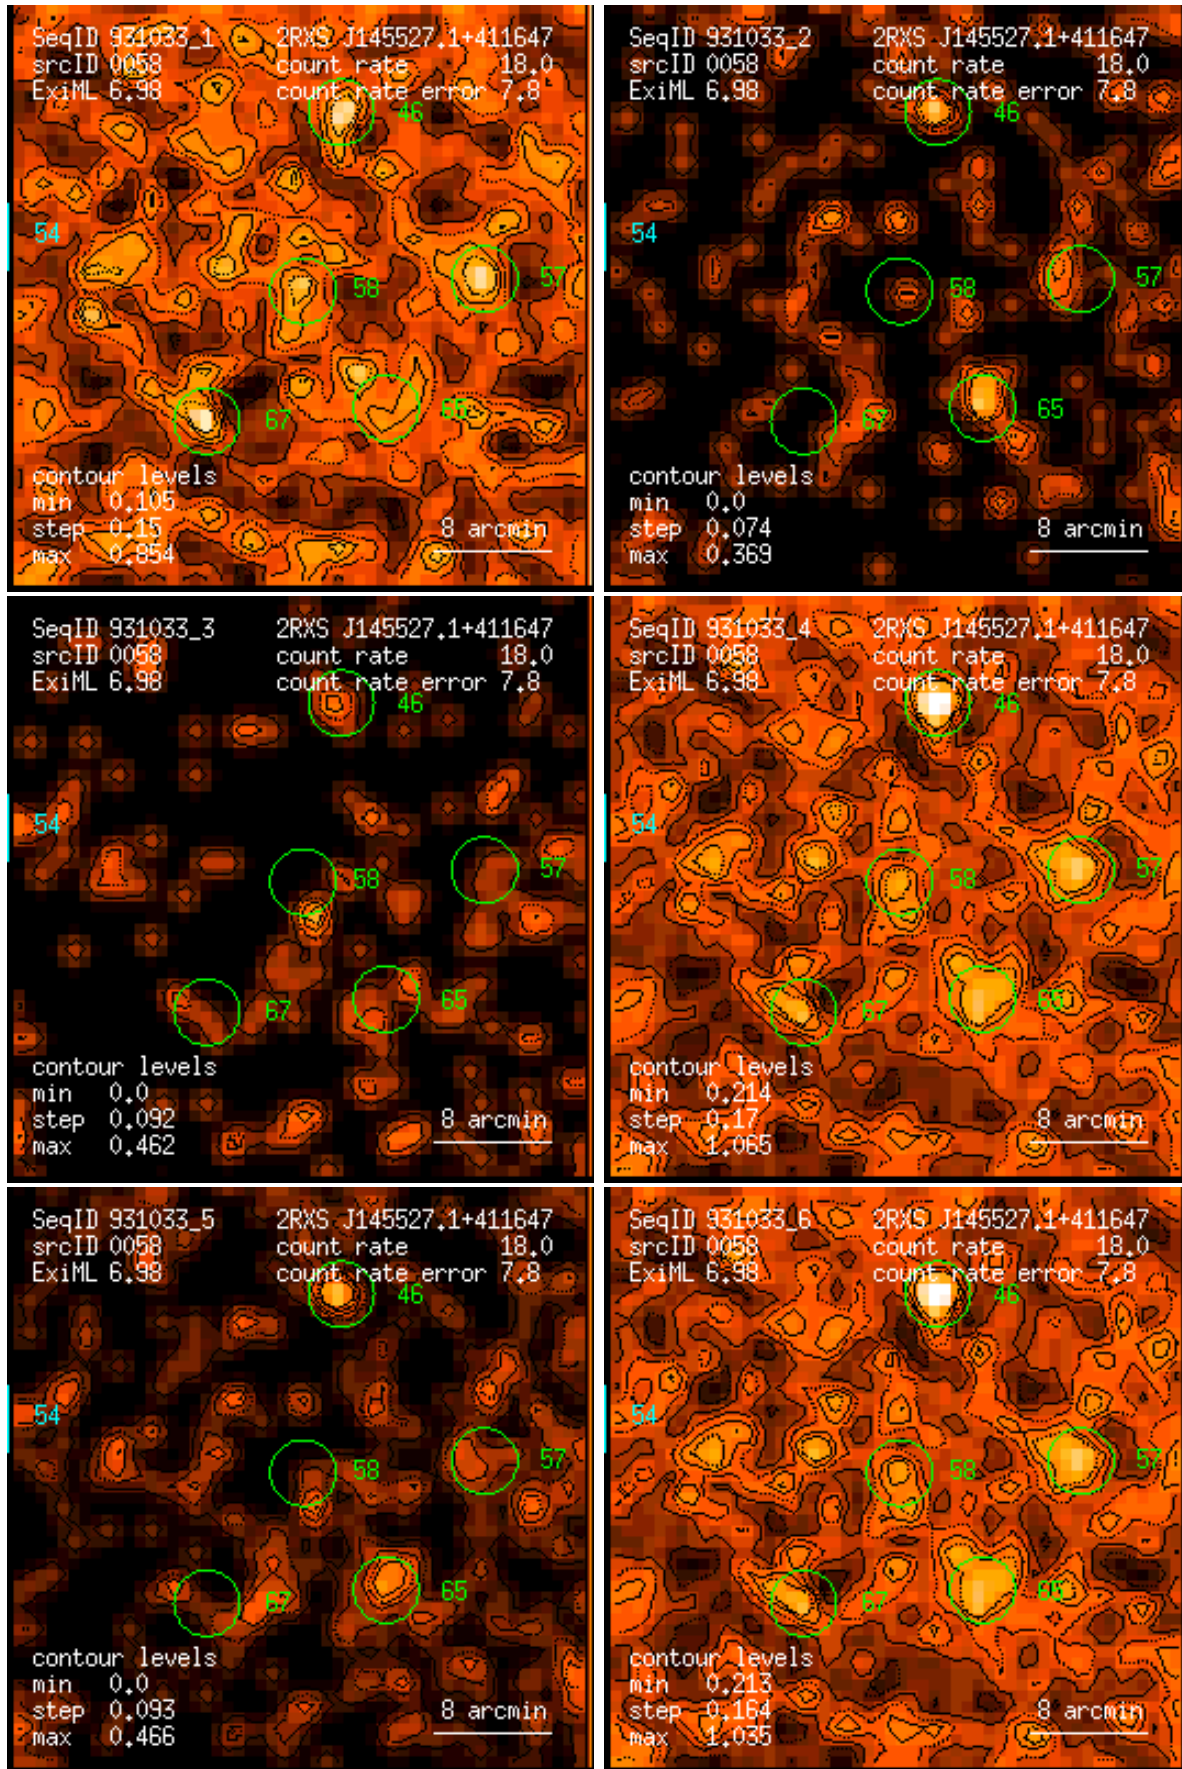 SeqID 931033_1 2RXS J145527.1+411647
srcID 0058 count rate 18.0
ExiML 6.98 count rate error 7.8
46
54
58
57
65
67
contour levels
min 0.105
step 0.15
max 0.854
8 arcmin
SeqID 931033_2 2RXS J145527.1+411647
srcID 0058 count rate 18.0
ExiML 6.98 count rate error 7.8
46
54
58
57
65
67
contour levels
min 0.0
step 0.074
max 0.369
8 arcmin
SeqID 931033_3 2RXS J145527.1+411647
srcID 0058 count rate 18.0
ExiML 6.98 count rate error 7.8
46
54
58
57
65
67
contour levels
min 0.0
step 0.092
max 0.462
8 arcmin
SeqID 931033_4 2RXS J145527.1+411647
srcID 0058 count rate 18.0
ExiML 6.98 count rate error 7.8
46
54
58
57
65
67
contour levels
min 0.214
step 0.17
max 1.065
8 arcmin
SeqID 931033_5 2RXS J145527.1+411647
srcID 0058 count rate 18.0
ExiML 6.98 count rate error 7.8
46
54
58
57
65
67
contour levels
min 0.0
step 0.093
max 0.466
8 arcmin
SeqID 931033_6 2RXS J145527.1+411647
srcID 0058 count rate 18.0
ExiML 6.98 count rate error 7.8
46
54
58
57
65
67
contour levels
min 0.213
step 0.164
max 1.035
8 arcmin